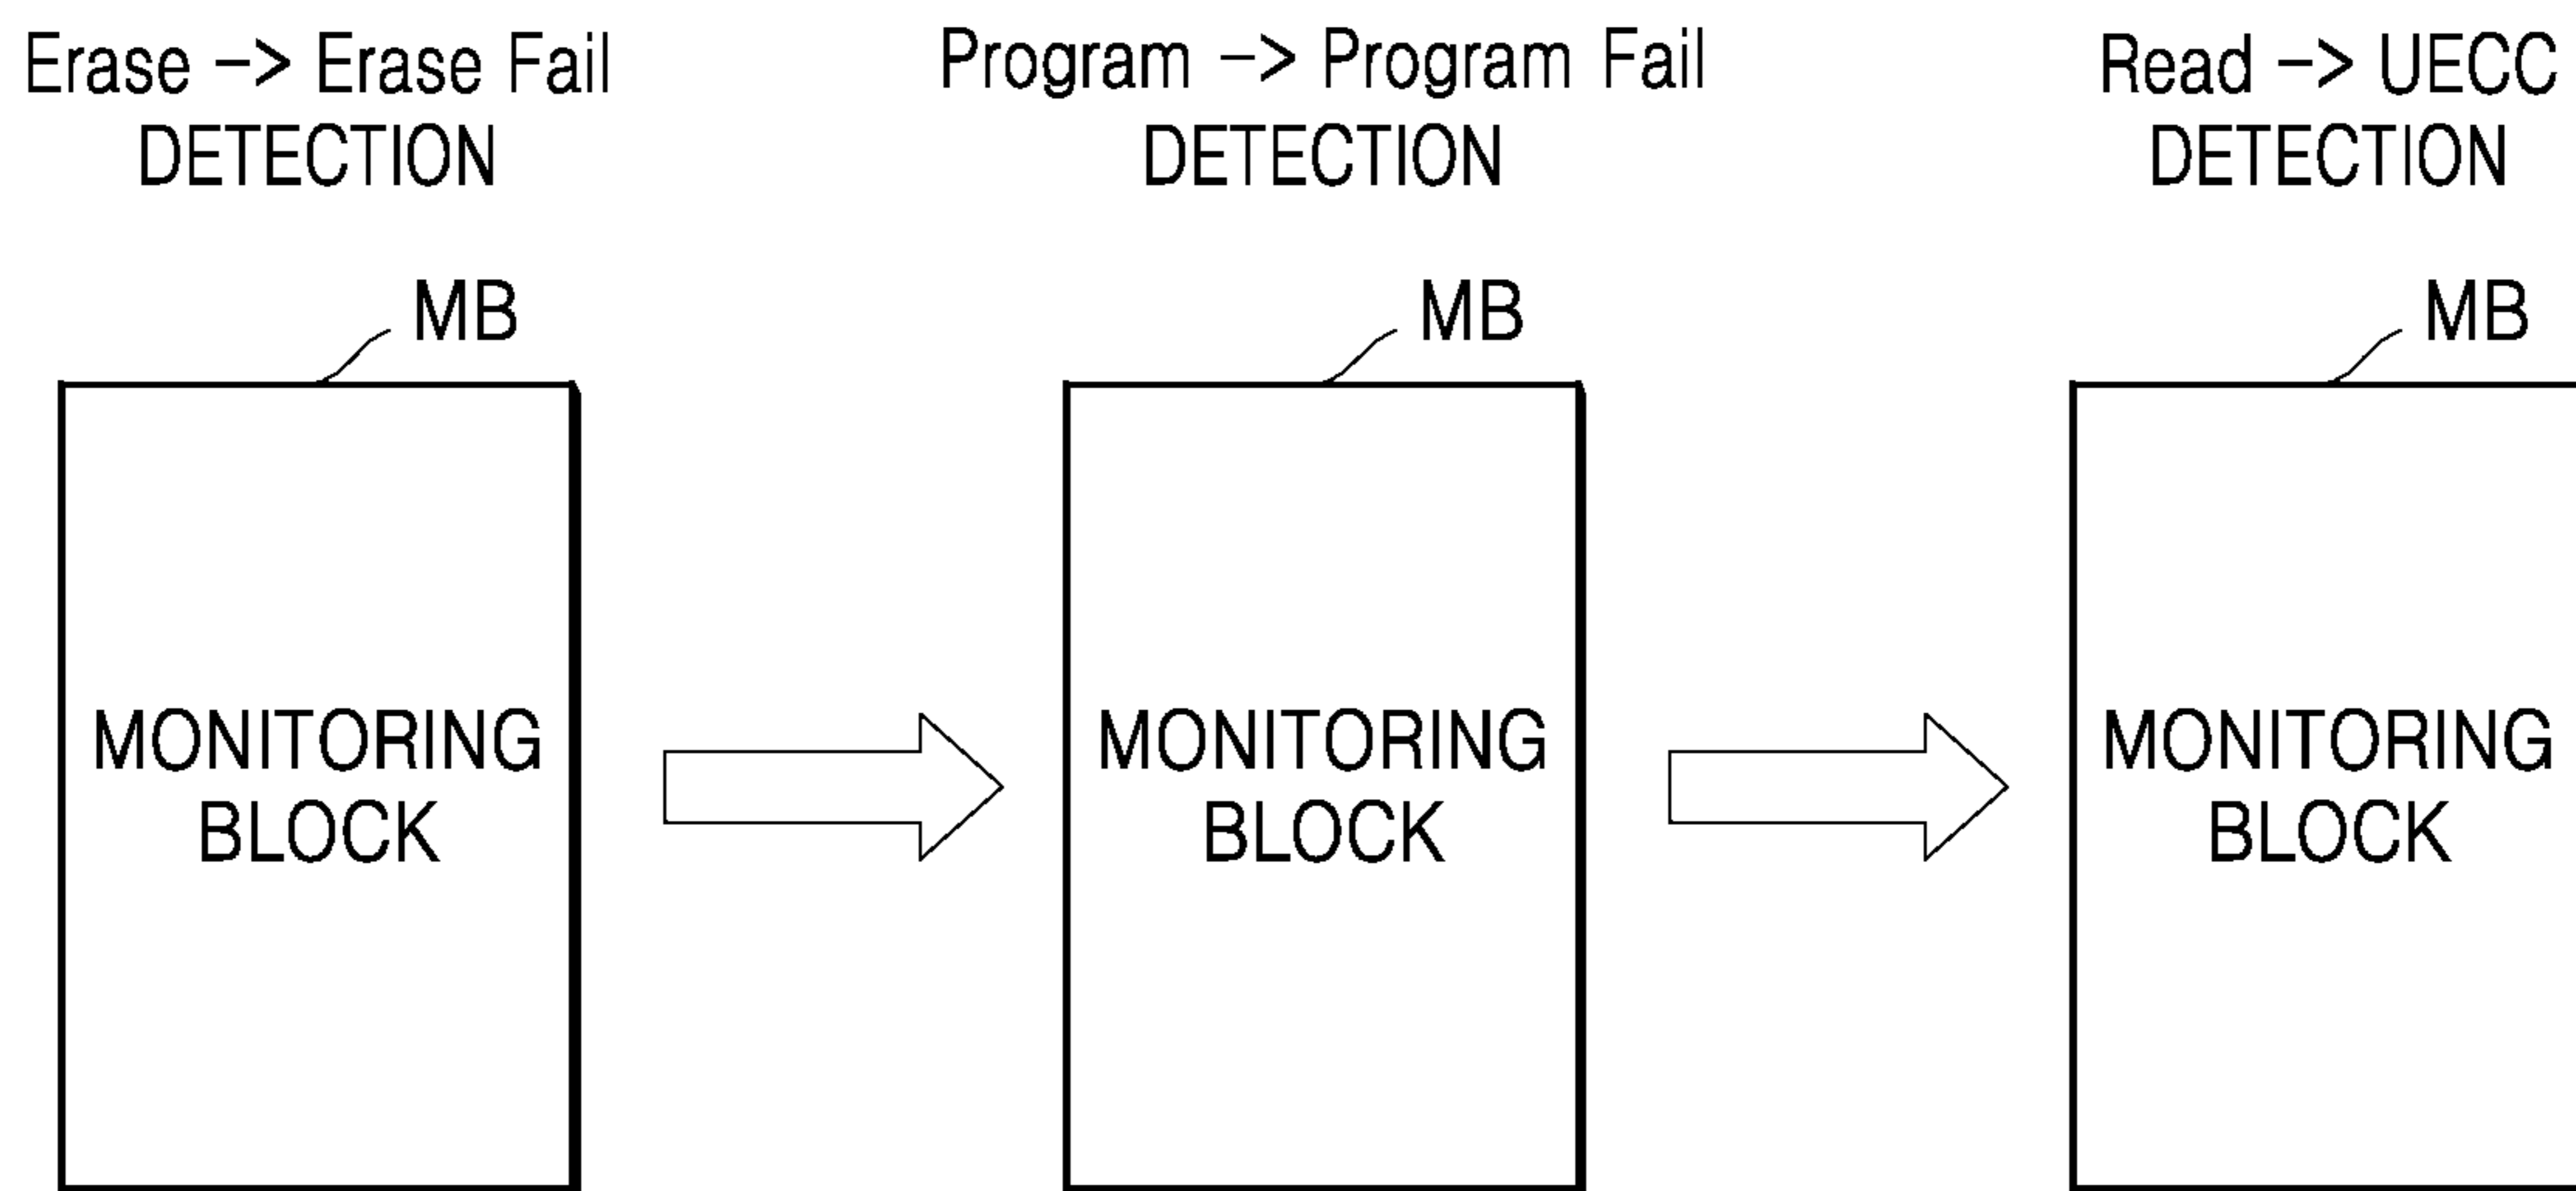 Erase -> Erase Fail
DETECTION
Program -> Program Fail
DETECTION
Read -> UECC
DETECTION
MB
MB
MB
MONITORING
BLOCK
MONITORING
BLOCK
MONITORING
BLOCK